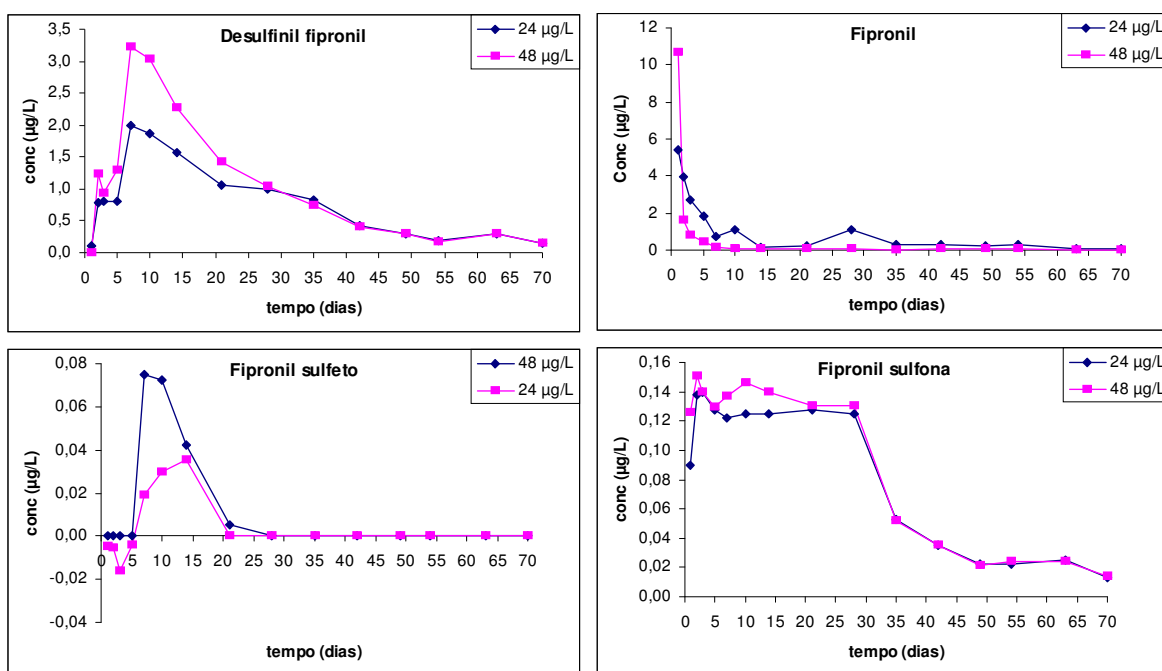 Desulfinil fipronil
24 µg/L
48 µg/L
3,5
3,0
2,5
2,0
1,5
1,0
0,5
0,0
conc (µg/L)
0 5 10 15 20 25 30 35 40 45 50 55 60 65 70
tempo (dias)
Fipronil
24 µg/L
48 µg/L
12
10
8
6
4
2
0
Conc (µg/L)
0 5 10 15 20 25 30 35 40 45 50 55 60 65 70
tempo (dias)
Fipronil sulfeto
48 µg/L
24 µg/L
0,08
0,06
0,04
0,02
0,00
-0,02
-0,04
conc (µg/L)
0 5 10 15 20 25 30 35 40 45 50 55 60 65 70
tempo (dias)
Fipronil sulfona
24 µg/L
48 µg/L
0,16
0,14
0,12
0,10
0,08
0,06
0,04
0,02
0,00
conc (µg/L)
0 5 10 15 20 25 30 35 40 45 50 55 60 65 70
tempo (dias)